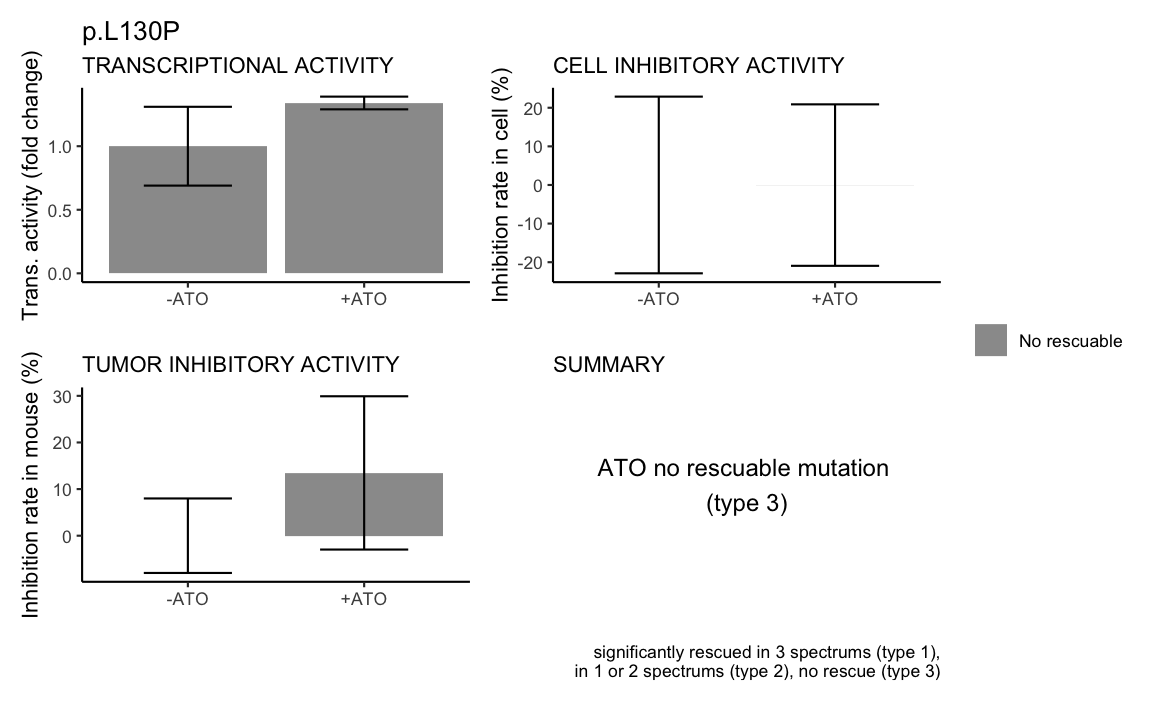 p.L130P
TRANSCRIPTIONAL ACTIVITY
Trans. activity (fold change)
1.0
0.5
0.0
-ATO
+ATO
CELL INHIBITORY ACTIVITY
Inhibition rate in cell (%)
20
10
0
-10
-20
-ATO
+ATO
No rescuable
TUMOR INHIBITORY ACTIVITY
Inhibition rate in mouse (%)
30
20
10
0
-ATO
+ATO
SUMMARY
ATO no rescuable mutation
(type 3)
significantly rescued in 3 spectrums (type 1),
in 1 or 2 spectrums (type 2), no rescue (type 3)